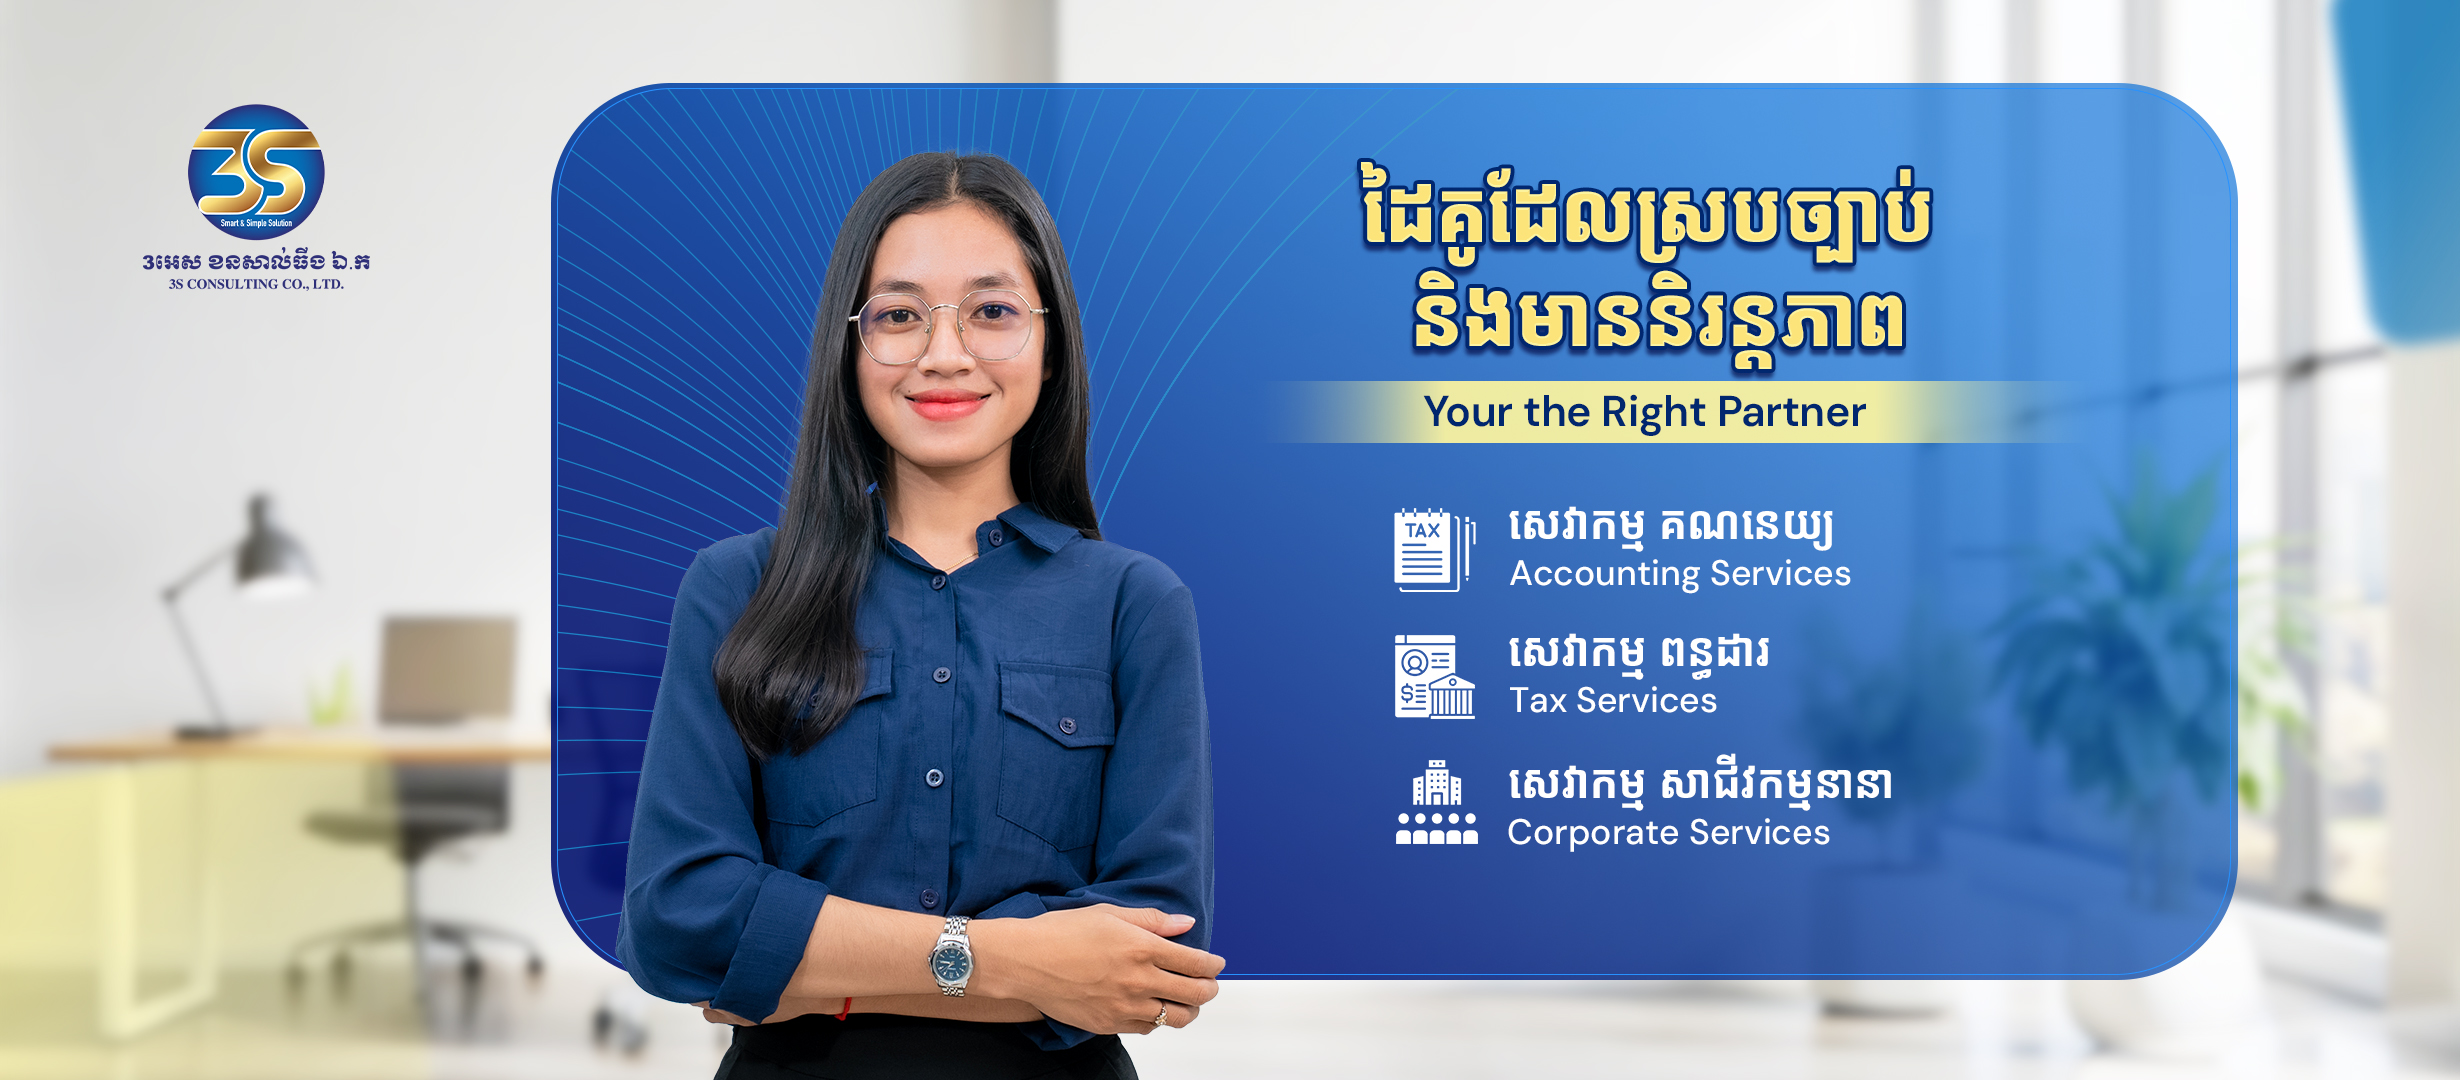 3S
Smart & Simple Solution
3អេស ខនសាល់ធីង ឯ.ក
3S CONSULTING CO., LTD.
ដៃគូដែលស្របច្បាប់
និងមាននិរន្តភាព
Your the Right Partner
TAX
សេវាកម្ម គណនេយ្យ
Accounting Services
សេវាកម្ម ពន្ធដារ
Tax Services
សេវាកម្ម សាជីវកម្មនានា
Corporate Services